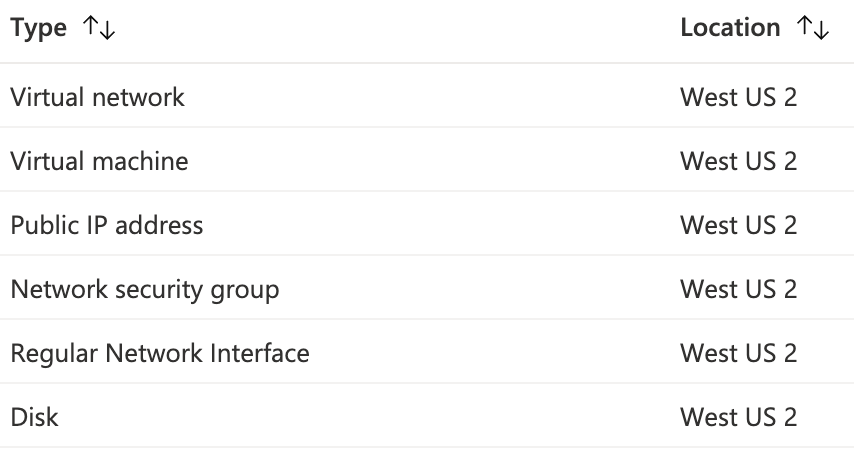 Type ↑↓ Location ↑↓
Virtual network West US 2
Virtual machine West US 2
Public IP address West US 2
Network security group West US 2
Regular Network Interface West US 2
Disk West US 2